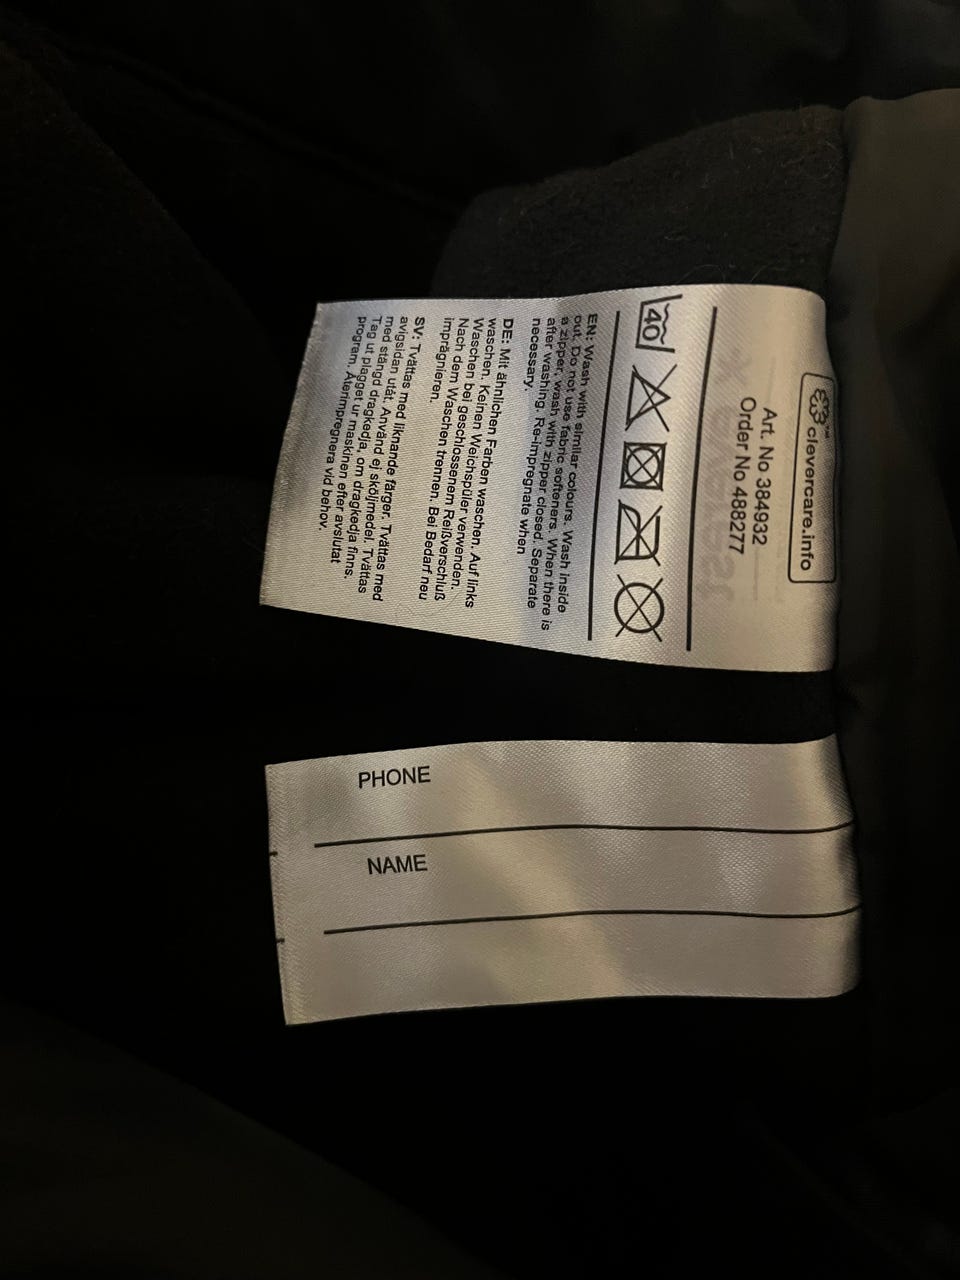 clevercare.info
Art. No 384932
Order No 488277
40
EN: Wash with similar colours. Wash inside
out. Do not use fabric softeners. When there is
a zipper, wash with zipper closed. Separate
after washing. Re-impregnate when
necessary.
DE: Mit ähnlichen Farben waschen. Auf links
waschen. Keinen Weichspüler verwenden.
Waschen bei geschlossenem Reißverschluß
Nach dem Waschen trennen. Bei Bedarf neu
imprägnieren.
SV: Tvättas med liknande färger. Tvättas med
avigsidan utåt. Använd ej sköljmedel. Tvättas
med stängd dragkedja, om dragkedja finns.
Tag ut plagget ur maskinen efter avslutat
program. Återimpregnera vid behov.
PHONE
NAME